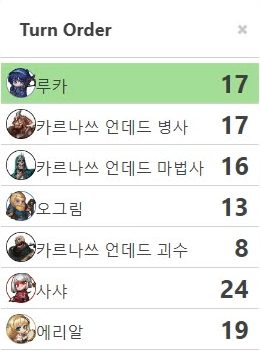 Turn Order ×
루카 17
카르나쓰 언데드 병사 17
카르나쓰 언데드 마법사 16
오그림 13
카르나쓰 언데드 괴수 8
사샤 24
에리알 19